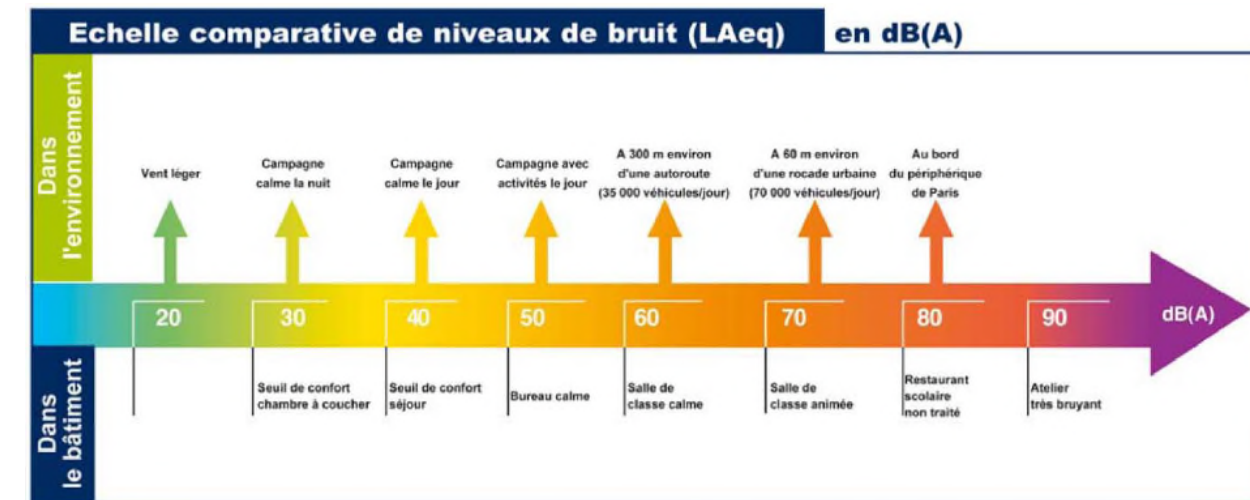 Echelle comparative de niveaux de bruit (LAeq) en dB(A)
Dans
l'environnement
Vent léger
Campagne
calme la nuit
Campagne
calme le jour
Campagne avec
activités le jour
A 300 m environ
d'une autoroute
(35 000 véhicules/jour)
A 60 m environ
d'une rocade urbaine
(70 000 véhicules/jour)
Au bord
du périphérique
de Paris
20
30
40
50
60
70
80
90
dB(A)
Dans
le bâtiment
Seuil de confort
chambre à coucher
Seuil de confort
séjour
Bureau calme
Salle de
classe calme
Salle de
classe animée
Restaurant
scolaire
non traité
Atelier
très bruyant